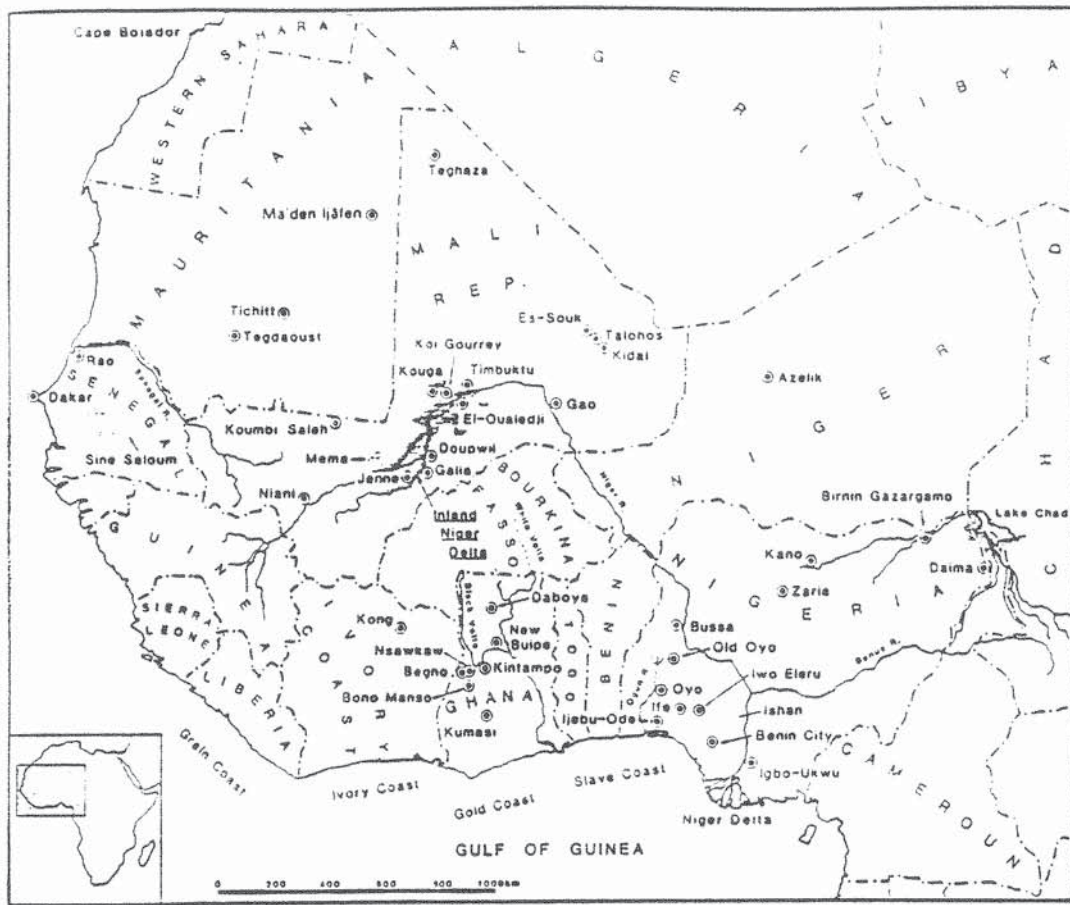 Cape Boisdor
WESTERN SAHARA
ALGERIA
LIBYA
MAURITANIA
Teghaza
Ma'den Ijâfen
MALI
REP.
CHAD
Tichitt
Tegdaoust
Es-Souk
Talohos
Kidal
NIGER
Azelik
Rao
Koi Gourrey
Kouga
Timbuktu
SENEGAL
Senegal R.
Dakar
El-Oualedji
Gao
Koumbi Saleh
Mema
Doupwil
Sine Saloum
Jenne
Galia
BOURKINA
FASSO
Niger R.
Birnin Gazargamo
Lake Chad
Niani
Inland
Niger
Delta
White Volta
GUINEA
Kano
Daima
Zaria
NIGERIA
BENIN
TOGO
Daboya
Black Volta
SIERRA
LEONE
IVORY
COAST
Kong
New
Buipe
Bussa
Benue R.
Nsawkaw
Old Oyo
Begho
Kintampo
Iwo Eleru
LIBERIA
Bono Manso
GHANA
Ogun R.
Oyo
Ife
Ishan
Kumasi
Ijebu-Ode
Benin City
CAMEROUN
Grain Coast
Igbo-Ukwu
Ivory Coast
Slave Coast
Gold Coast
Niger Delta
GULF OF GUINEA
0 200 400 600 800 1000km